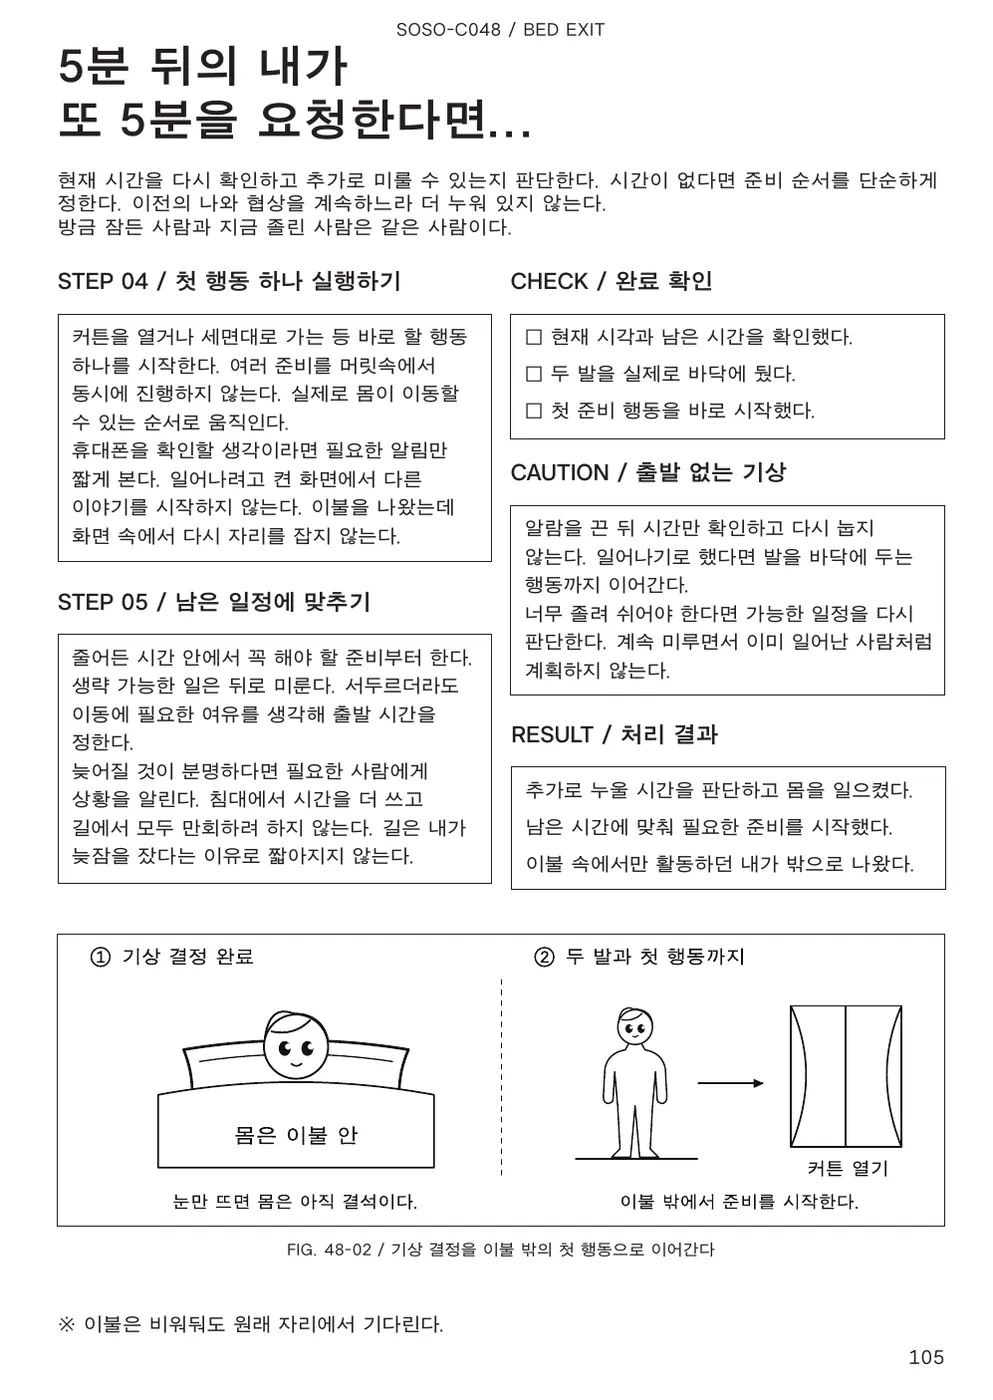 SOSO-C048 / BED EXIT
5분 뒤의 내가
또 5분을 요청한다면...
현재 시간을 다시 확인하고 추가로 미룰 수 있는지 판단한다. 시간이 없다면 준비 순서를 단순하게
정한다. 이전의 나와 협상을 계속하느라 더 누워 있지 않는다.
방금 잠든 사람과 지금 졸린 사람은 같은 사람이다.
STEP 04 / 첫 행동 하나 실행하기
커튼을 열거나 세면대로 가는 등 바로 할 행동
하나를 시작한다. 여러 준비를 머릿속에서
동시에 진행하지 않는다. 실제로 몸이 이동할
수 있는 순서로 움직인다.
휴대폰을 확인할 생각이라면 필요한 알림만
짧게 본다. 일어나려고 켠 화면에서 다른
이야기를 시작하지 않는다. 이불을 나왔는데
화면 속에서 다시 자리를 잡지 않는다.
STEP 05 / 남은 일정에 맞추기
줄어든 시간 안에서 꼭 해야 할 준비부터 한다.
생략 가능한 일은 뒤로 미룬다. 서두르더라도
이동에 필요한 여유를 생각해 출발 시간을
정한다.
늦어질 것이 분명하다면 필요한 사람에게
상황을 알린다. 침대에서 시간을 더 쓰고
길에서 모두 만회하려 하지 않는다. 길은 내가
늦잠을 잤다는 이유로 짧아지지 않는다.
CHECK / 완료 확인
□ 현재 시각과 남은 시간을 확인했다.
□ 두 발을 실제로 바닥에 뒀다.
□ 첫 준비 행동을 바로 시작했다.
CAUTION / 출발 없는 기상
알람을 끈 뒤 시간만 확인하고 다시 눕지
않는다. 일어나기로 했다면 발을 바닥에 두는
행동까지 이어간다.
너무 졸려 쉬어야 한다면 가능한 일정을 다시
판단한다. 계속 미루면서 이미 일어난 사람처럼
계획하지 않는다.
RESULT / 처리 결과
추가로 누울 시간을 판단하고 몸을 일으켰다.
남은 시간에 맞춰 필요한 준비를 시작했다.
이불 속에서만 활동하던 내가 밖으로 나왔다.
① 기상 결정 완료
몸은 이불 안
눈만 뜨면 몸은 아직 결석이다.
② 두 발과 첫 행동까지
커튼 열기
이불 밖에서 준비를 시작한다.
FIG. 48-02 / 기상 결정을 이불 밖의 첫 행동으로 이어간다
※ 이불은 비워둬도 원래 자리에서 기다린다.
105